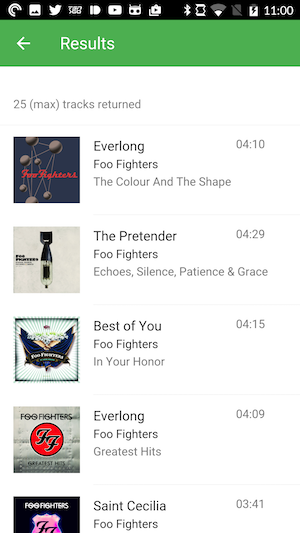 11:00
Results
25 (max) tracks returned
Foo Fighters
Everlong
04:10
Foo Fighters
The Colour And The Shape
FOO
FIGHTERS
The Pretender
04:29
Foo Fighters
Echoes, Silence, Patience & Grace
FOO FIGHTERS
Best of You
04:15
Foo Fighters
In Your Honor
FOO FIGHTERS
FF
GREATEST HITS
Everlong
04:09
Foo Fighters
Greatest Hits
FOO FIGHTERS
FF
Saint Cecilia
03:41
Foo Fighters